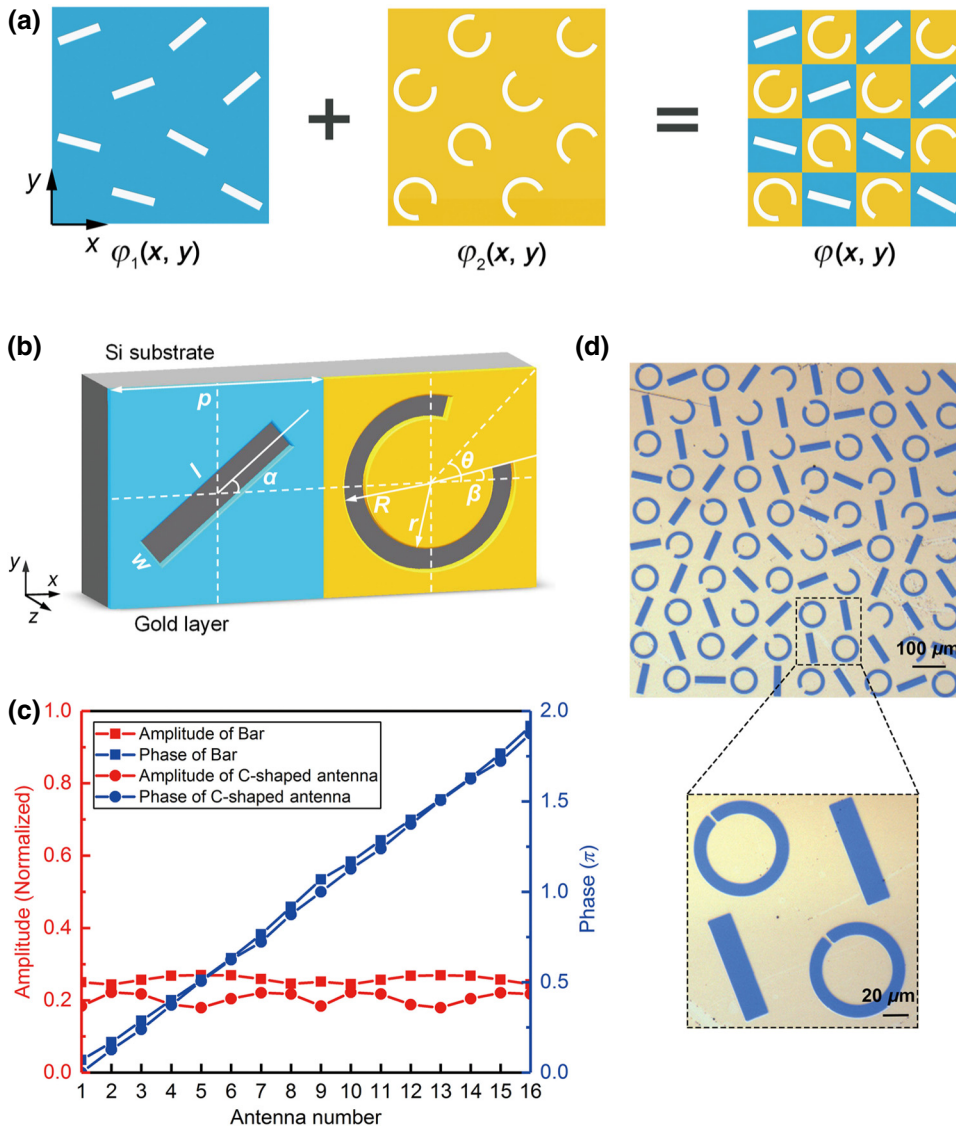 (a)
y
x
φ1(x, y)
+
φ2(x, y)
=
φ(x, y)
(b)
Si substrate
p
l
α
w
R
r
θ
β
y
x
z
Gold layer
(c)
1.0
0.8
0.6
0.4
0.2
0.0
Amplitude (Normalized)
Amplitude of Bar
Phase of Bar
Amplitude of C-shaped antenna
Phase of C-shaped antenna
2.0
1.5
1.0
0.5
0.0
Phase (π)
1 2 3 4 5 6 7 8 9 10 11 12 13 14 15 16
Antenna number
(d)
100 µm
20 µm